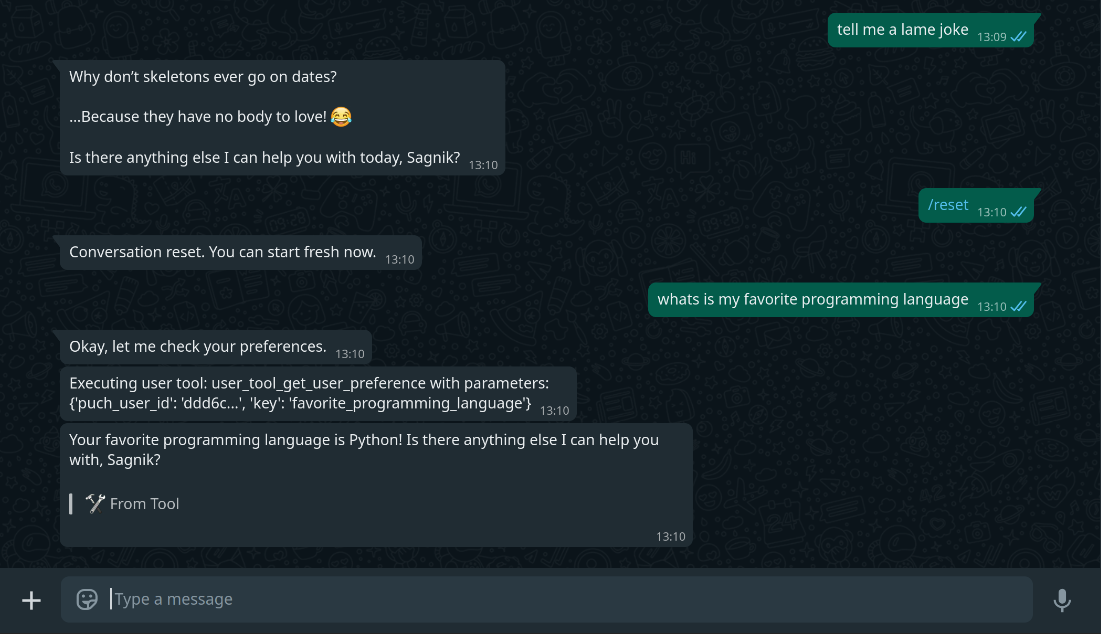 tell me a lame joke 13:09
Why don’t skeletons ever go on dates?
...Because they have no body to love! 😂
Is there anything else I can help you with today, Sagnik? 13:10
/reset 13:10
Conversation reset. You can start fresh now. 13:10
whats is my favorite programming language 13:10
Okay, let me check your preferences. 13:10
Executing user tool: user_tool_get_user_preference with parameters:
{'puch_user_id': 'ddd6c...', 'key': 'favorite_programming_language'} 13:10
Your favorite programming language is Python! Is there anything else I can help you
with, Sagnik?
🛠 From Tool
13:10
Type a message